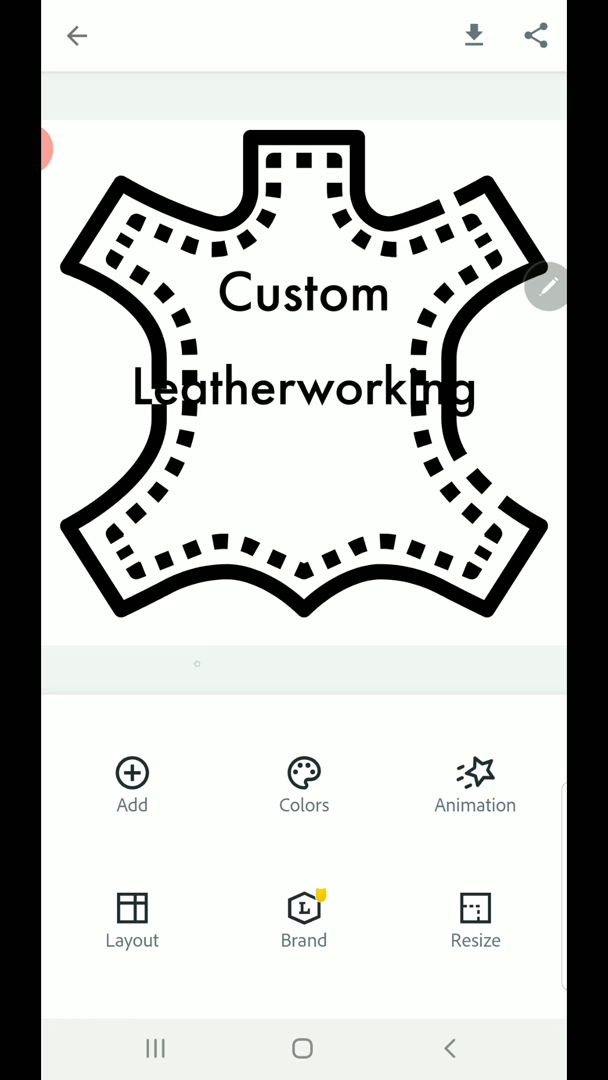 Custom
Leatherworking
Add
Colors
Animation
Layout
L
Brand
Resize